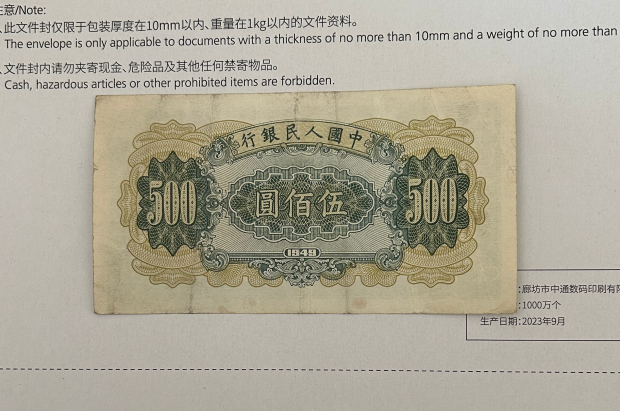 意/Note:
此文件封仅限于包装厚度在10mm以内、重量在1kg以内的文件资料。
The envelope is only applicable to documents with a thickness of no more than 10mm and a weight of no more than
文件封内请勿夹寄现金、危险品及其他任何禁寄物品。
Cash, hazardous articles or other prohibited items are forbidden.
行銀民人國中
500 圓佰伍 500
1949
:廊坊市中通数码印刷有
:1000万个
生产日期:2023年9月